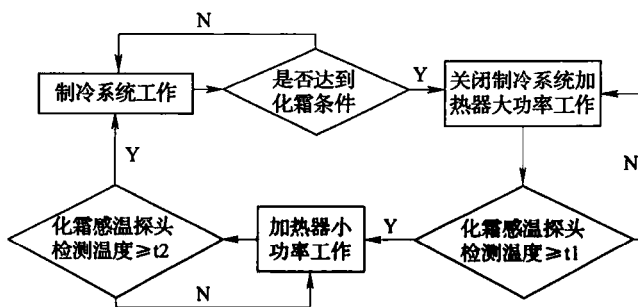 N
制冷系统工作
是否达到
化霜条件
Y
关闭制冷系统加
热器大功率工作
Y
N
化霜感温探头
检测温度≥t2
加热器小
功率工作
Y
化霜感温探头
检测温度≥t1
N